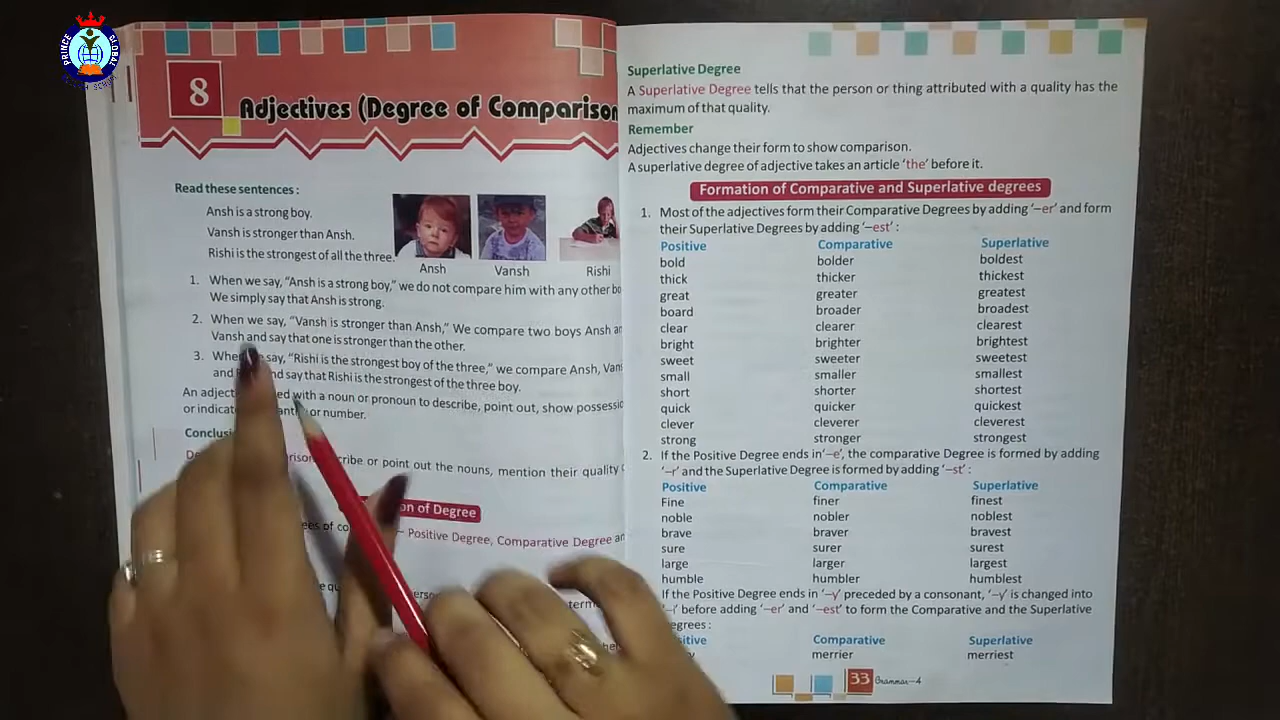 PRINCE GLOBAL
8
Adjectives (Degree of Comparison
Read these sentences :
Ansh is a strong boy.
Vansh is stronger than Ansh.
Rishi is the strongest of all the three.
Ansh
Vansh
Rishi
1. When we say, “Ansh is a strong boy,” we do not compare him with any other
We simply say that Ansh is strong.
2. When we say, “Vansh is stronger than Ansh,” We compare two boys Ansh
Vansh and say that one is stronger than the other.
3. say, “Rishi is the strongest boy of the three,” we compare Ansh,
and say that Rishi is the strongest of the three boy.
An with a noun or pronoun to describe, point out, show
or number.
or point out the nouns, mention their quality
of Degree
– Positive Degree, Comparative Degree
Superlative Degree
A Superlative Degree tells that the person or thing attributed with a quality has the
maximum of that quality.
Remember
Adjectives change their form to show comparison.
A superlative degree of adjective takes an article ‘the’ before it.
Formation of Comparative and Superlative degrees
1. Most of the adjectives form their Comparative Degrees by adding ‘–er’ and form
their Superlative Degrees by adding ‘–est’ :
Positive Comparative Superlative
bold bolder boldest
thick thicker thickest
great greater greatest
board broader broadest
clear clearer clearest
bright brighter brightest
sweet sweeter sweetest
small smaller smallest
short shorter shortest
quick quicker quickest
clever cleverer cleverest
strong stronger strongest
2. If the Positive Degree ends in‘–e’, the comparative Degree is formed by adding
‘–r’ and the Superlative Degree is formed by adding ‘–st’ :
Positive Comparative Superlative
Fine finer finest
noble nobler noblest
brave braver bravest
sure surer surest
large larger largest
humble humbler humblest
If the Positive Degree ends in ‘–y’ preceded by a consonant, ‘–y’ is changed into
‘–i’ before adding ‘–er’ and ‘–est’ to form the Comparative and the Superlative
Comparative Superlative
merrier merriest
33 Grammar–4